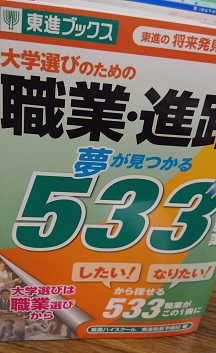 東進ブックス
東進の 将来発見
大学選びのための
職業・進路
夢が見つかる
533
したい! なりたい!
から探せる
533職業が
この1冊に
大学選びは
職業選び
から
東進ハイスクール